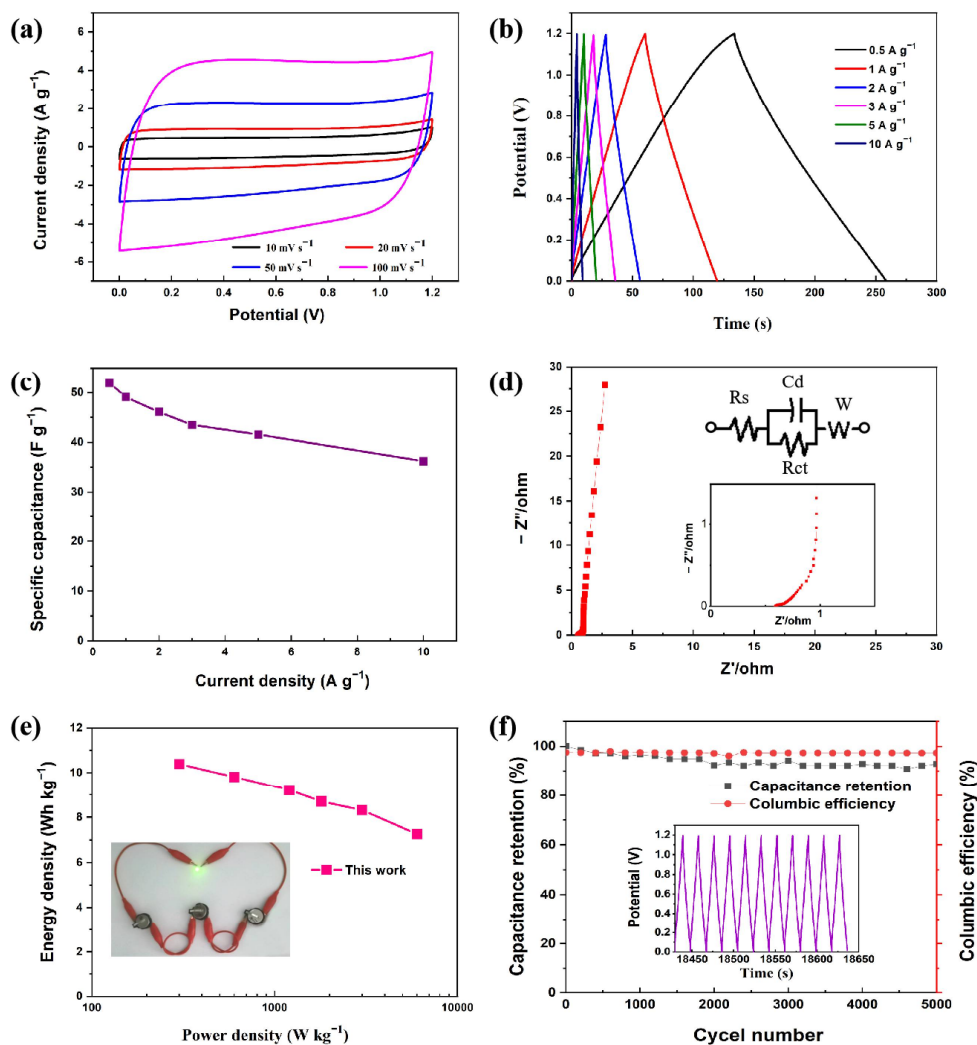 (a)
Current density (A g⁻¹)
6
4
2
0
-2
-4
-6
10 mV s⁻¹
20 mV s⁻¹
50 mV s⁻¹
100 mV s⁻¹
0.0 0.2 0.4 0.6 0.8 1.0 1.2
Potential (V)
(b)
Potential (V)
1.4
1.2
1.0
0.8
0.6
0.4
0.2
0.0
0.5 A g⁻¹
1 A g⁻¹
2 A g⁻¹
3 A g⁻¹
5 A g⁻¹
10 A g⁻¹
0 50 100 150 200 250 300
Time (s)
(c)
Specific capacitance (F g⁻¹)
50
40
30
20
10
0
0 2 4 6 8 10
Current density (A g⁻¹)
(d)
– Z''/ohm
30
25
20
15
10
5
0
Rs
Cd
W
Rct
– Z''/ohm
1
0
0 1
Z'/ohm
0 5 10 15 20 25 30
Z'/ohm
(e)
Energy density (Wh kg⁻¹)
12
10
8
6
4
2
0
This work
100 1000 10000
Power density (W kg⁻¹)
(f)
Capacitance retention (%)
100
80
60
40
20
0
Capacitance retention
Columbic efficiency
Potential (V)
1.2
1.0
0.8
0.6
0.4
0.2
0.0
18450 18500 18550 18600 18650
Time (s)
Columbic efficiency (%)
0 1000 2000 3000 4000 5000
Cycel number